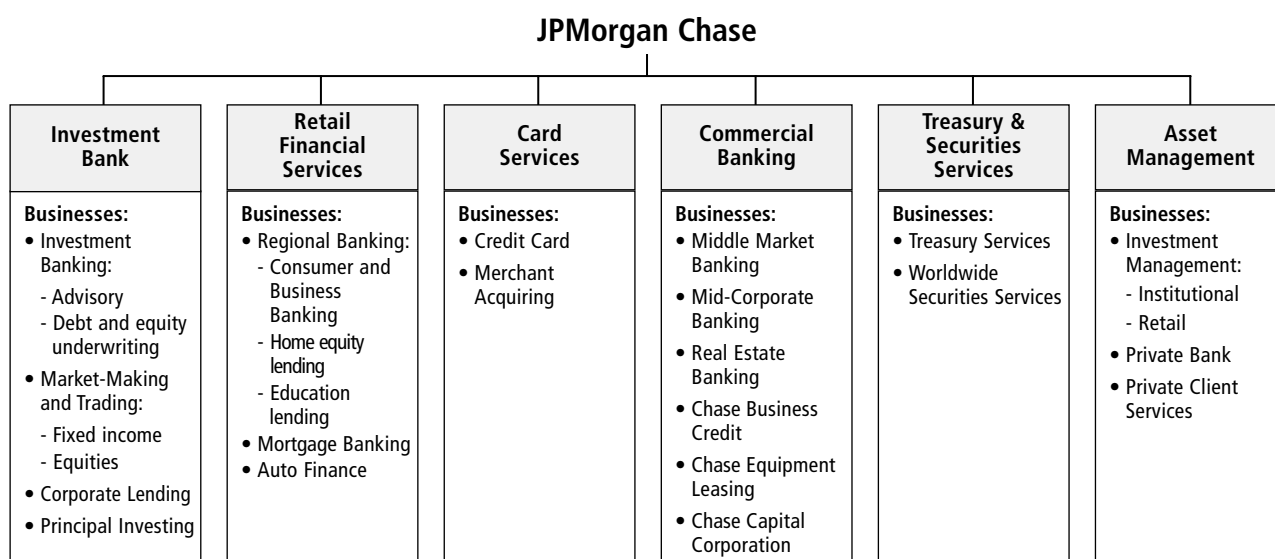 JPMorgan Chase
Investment
Bank
Businesses:
• Investment
Banking:
- Advisory
- Debt and equity
underwriting
• Market-Making
and Trading:
- Fixed income
- Equities
• Corporate Lending
• Principal Investing
Retail
Financial
Services
Businesses:
• Regional Banking:
- Consumer and
Business
Banking
- Home equity
lending
- Education
lending
• Mortgage Banking
• Auto Finance
Card
Services
Businesses:
• Credit Card
• Merchant
Acquiring
Commercial
Banking
Businesses:
• Middle Market
Banking
• Mid-Corporate
Banking
• Real Estate
Banking
• Chase Business
Credit
• Chase Equipment
Leasing
• Chase Capital
Corporation
Treasury &
Securities
Services
Businesses:
• Treasury Services
• Worldwide
Securities Services
Asset
Management
Businesses:
• Investment
Management:
- Institutional
- Retail
• Private Bank
• Private Client
Services